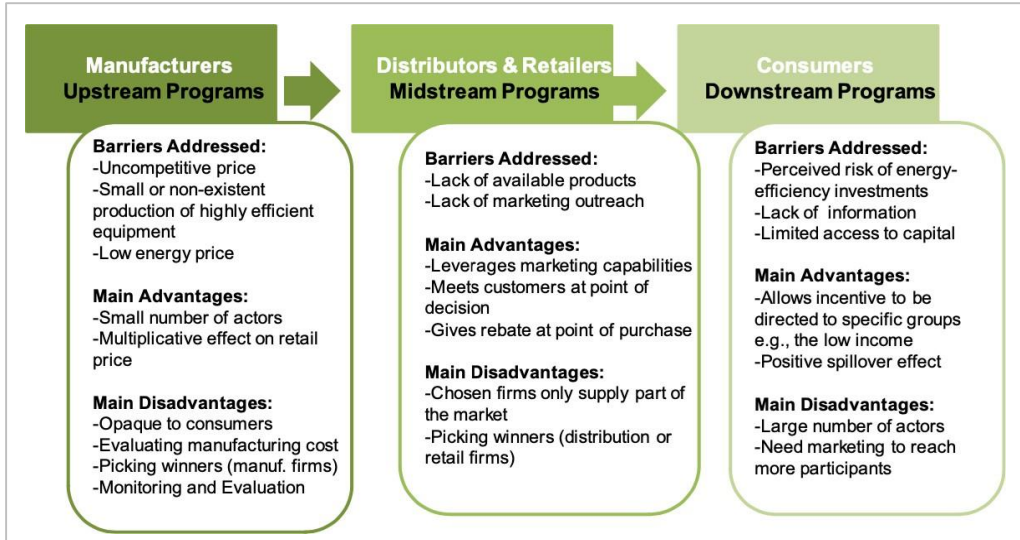 Manufacturers
Upstream Programs
Barriers Addressed:
-Uncompetitive price
-Small or non-existent
production of highly efficient
equipment
-Low energy price
Main Advantages:
-Small number of actors
-Multiplicative effect on retail
price
Main Disadvantages:
-Opaque to consumers
-Evaluating manufacturing cost
-Picking winners (manuf. firms)
-Monitoring and Evaluation
Distributors & Retailers
Midstream Programs
Barriers Addressed:
-Lack of available products
-Lack of marketing outreach
Main Advantages:
-Leverages marketing capabilities
-Meets customers at point of
decision
-Gives rebate at point of purchase
Main Disadvantages:
-Chosen firms only supply part of
the market
-Picking winners (distribution or
retail firms)
Consumers
Downstream Programs
Barriers Addressed:
-Perceived risk of energy-
efficiency investments
-Lack of information
-Limited access to capital
Main Advantages:
-Allows incentive to be
directed to specific groups
e.g., the low income
-Positive spillover effect
Main Disadvantages:
-Large number of actors
-Need marketing to reach
more participants